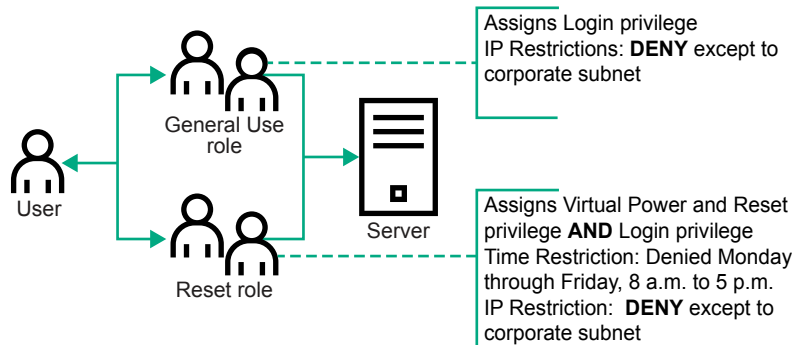 Assigns Login privilege
IP Restrictions: DENY except to
corporate subnet
General Use
role
User
Server
Reset role
Assigns Virtual Power and Reset
privilege AND Login privilege
Time Restriction: Denied Monday
through Friday, 8 a.m. to 5 p.m.
IP Restriction: DENY except to
corporate subnet